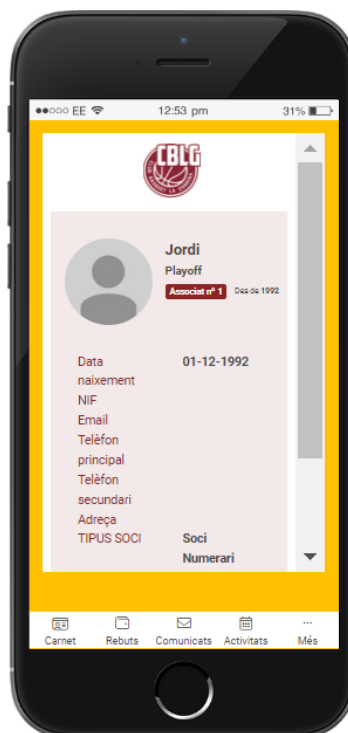 ●●○○○ EE 12:53 pm 31%
CBLG
Jordi
Playoff
Associat nº 1 Des de 1992
Data naixement 01-12-1992
NIF
Email
Telèfon
principal
Telèfon
secundari
Adreça
TIPUS SOCI Soci
Numerari
Carnet Rebuts Comunicats Activitats Més